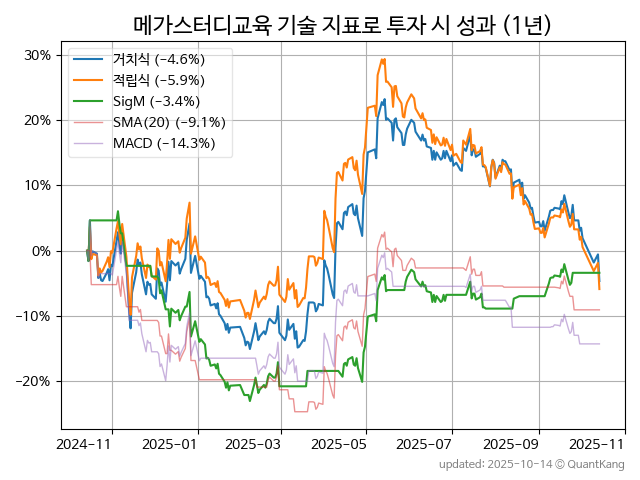 메가스터디교육 기술 지표로 투자 시 성과 (1년)
30%
20%
10%
0%
−10%
−20%
거치식 (−4.6%)
적립식 (−5.9%)
SigM (−3.4%)
SMA(20) (−9.1%)
MACD (−14.3%)
2024-11 2025-01 2025-03 2025-05 2025-07 2025-09 2025-11
updated: 2025-10-14 © QuantKang